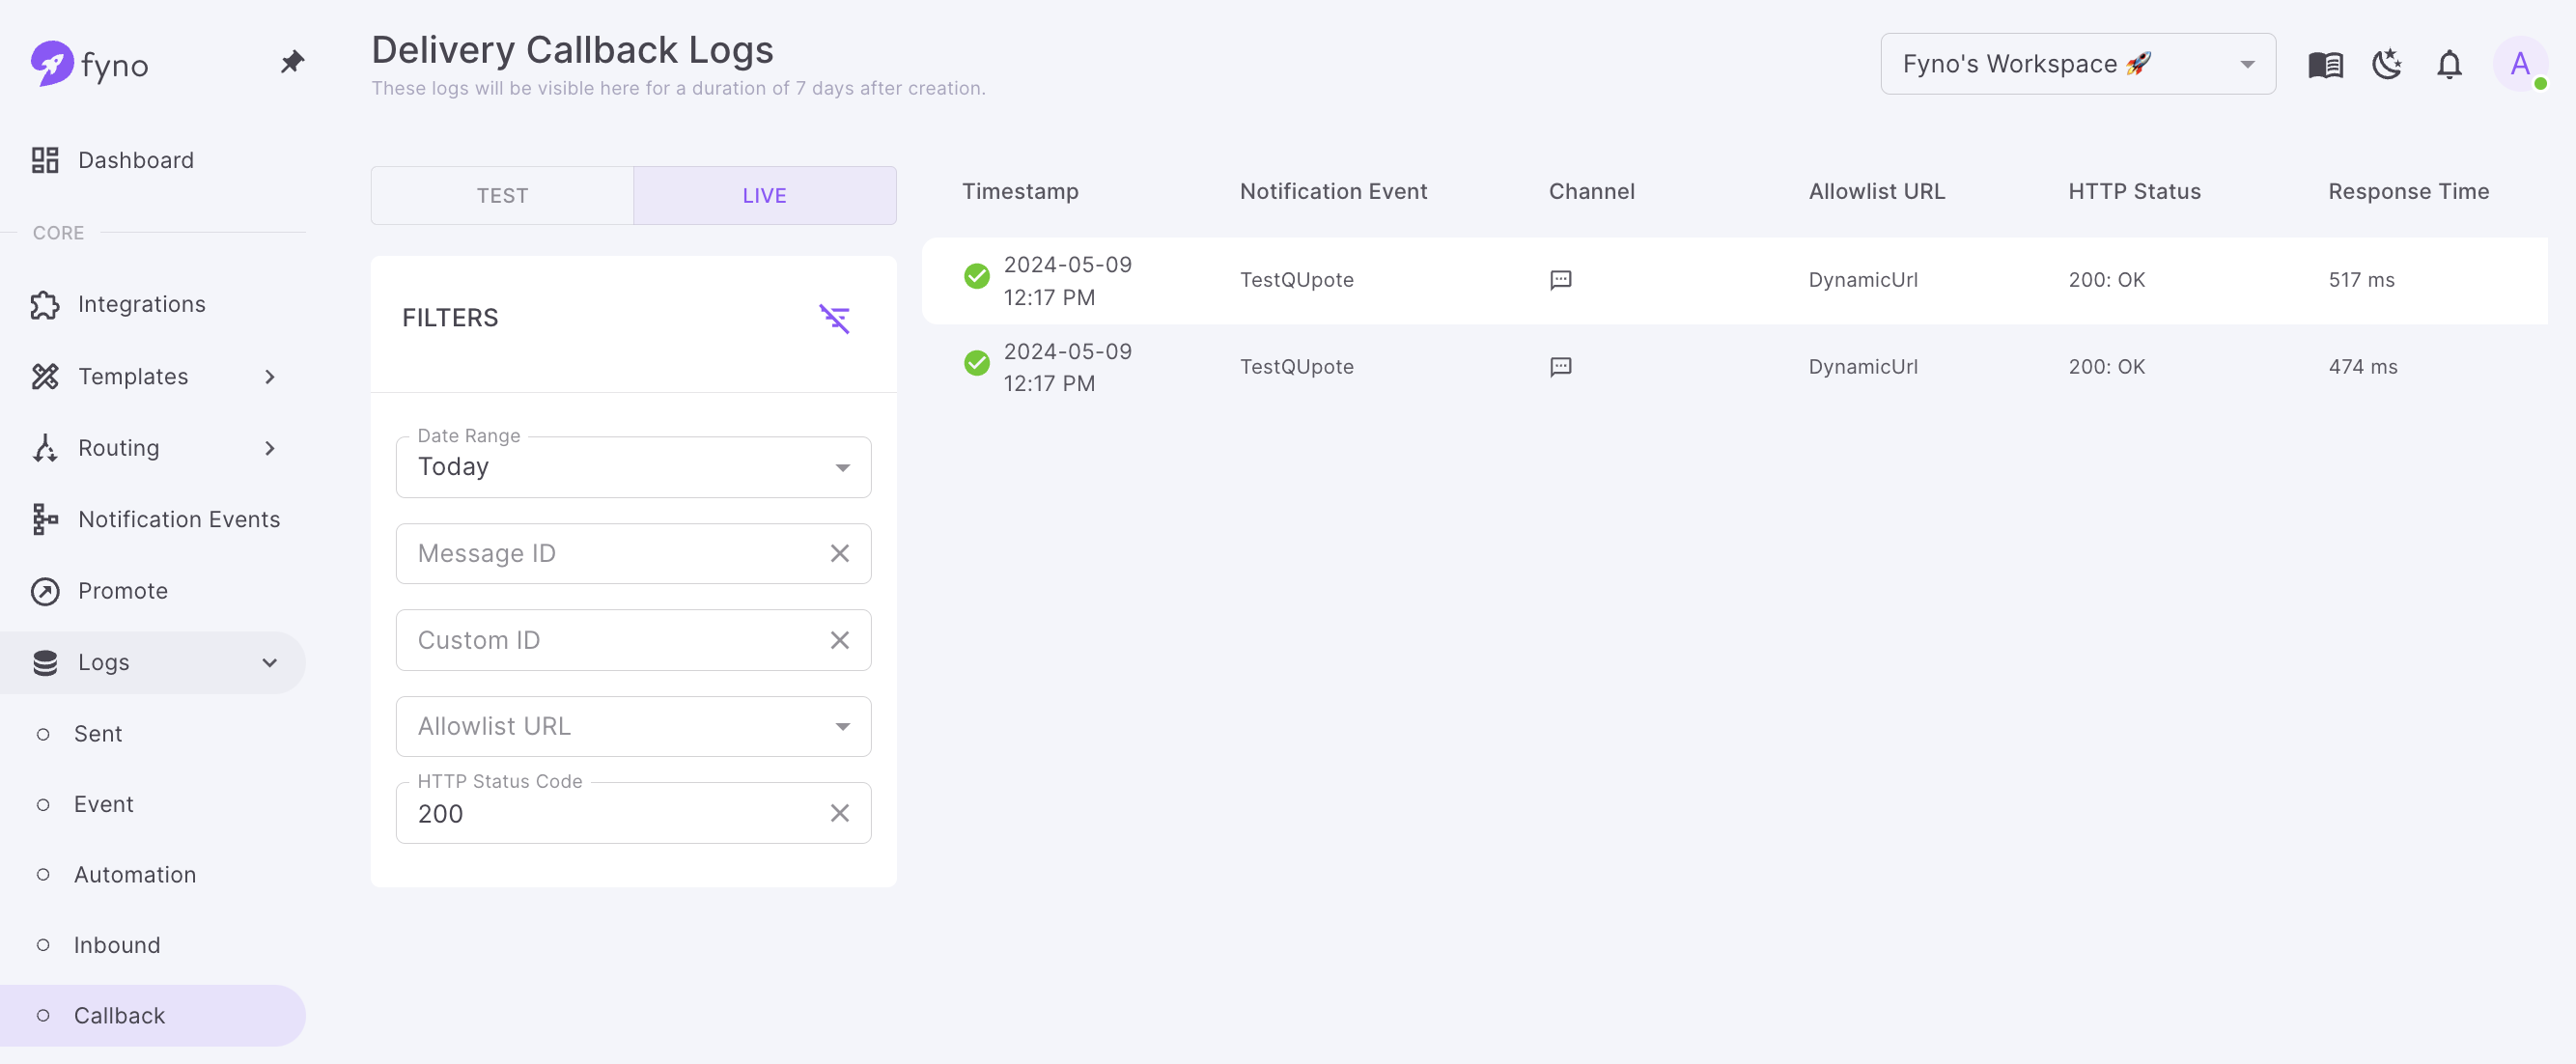 fyno
Dashboard
CORE
Integrations
Templates
Routing
Notification Events
Promote
Logs
Sent
Event
Automation
Inbound
Callback
Delivery Callback Logs
These logs will be visible here for a duration of 7 days after creation.
Fyno's Workspace 🚀
A
TEST LIVE
FILTERS
Date Range
Today
Message ID
Custom ID
Allowlist URL
HTTP Status Code
200
Timestamp Notification Event Channel Allowlist URL HTTP Status Response Time
2024-05-09
12:17 PM
TestQUpote DynamicUrl 200: OK 517 ms
2024-05-09
12:17 PM
TestQUpote DynamicUrl 200: OK 474 ms